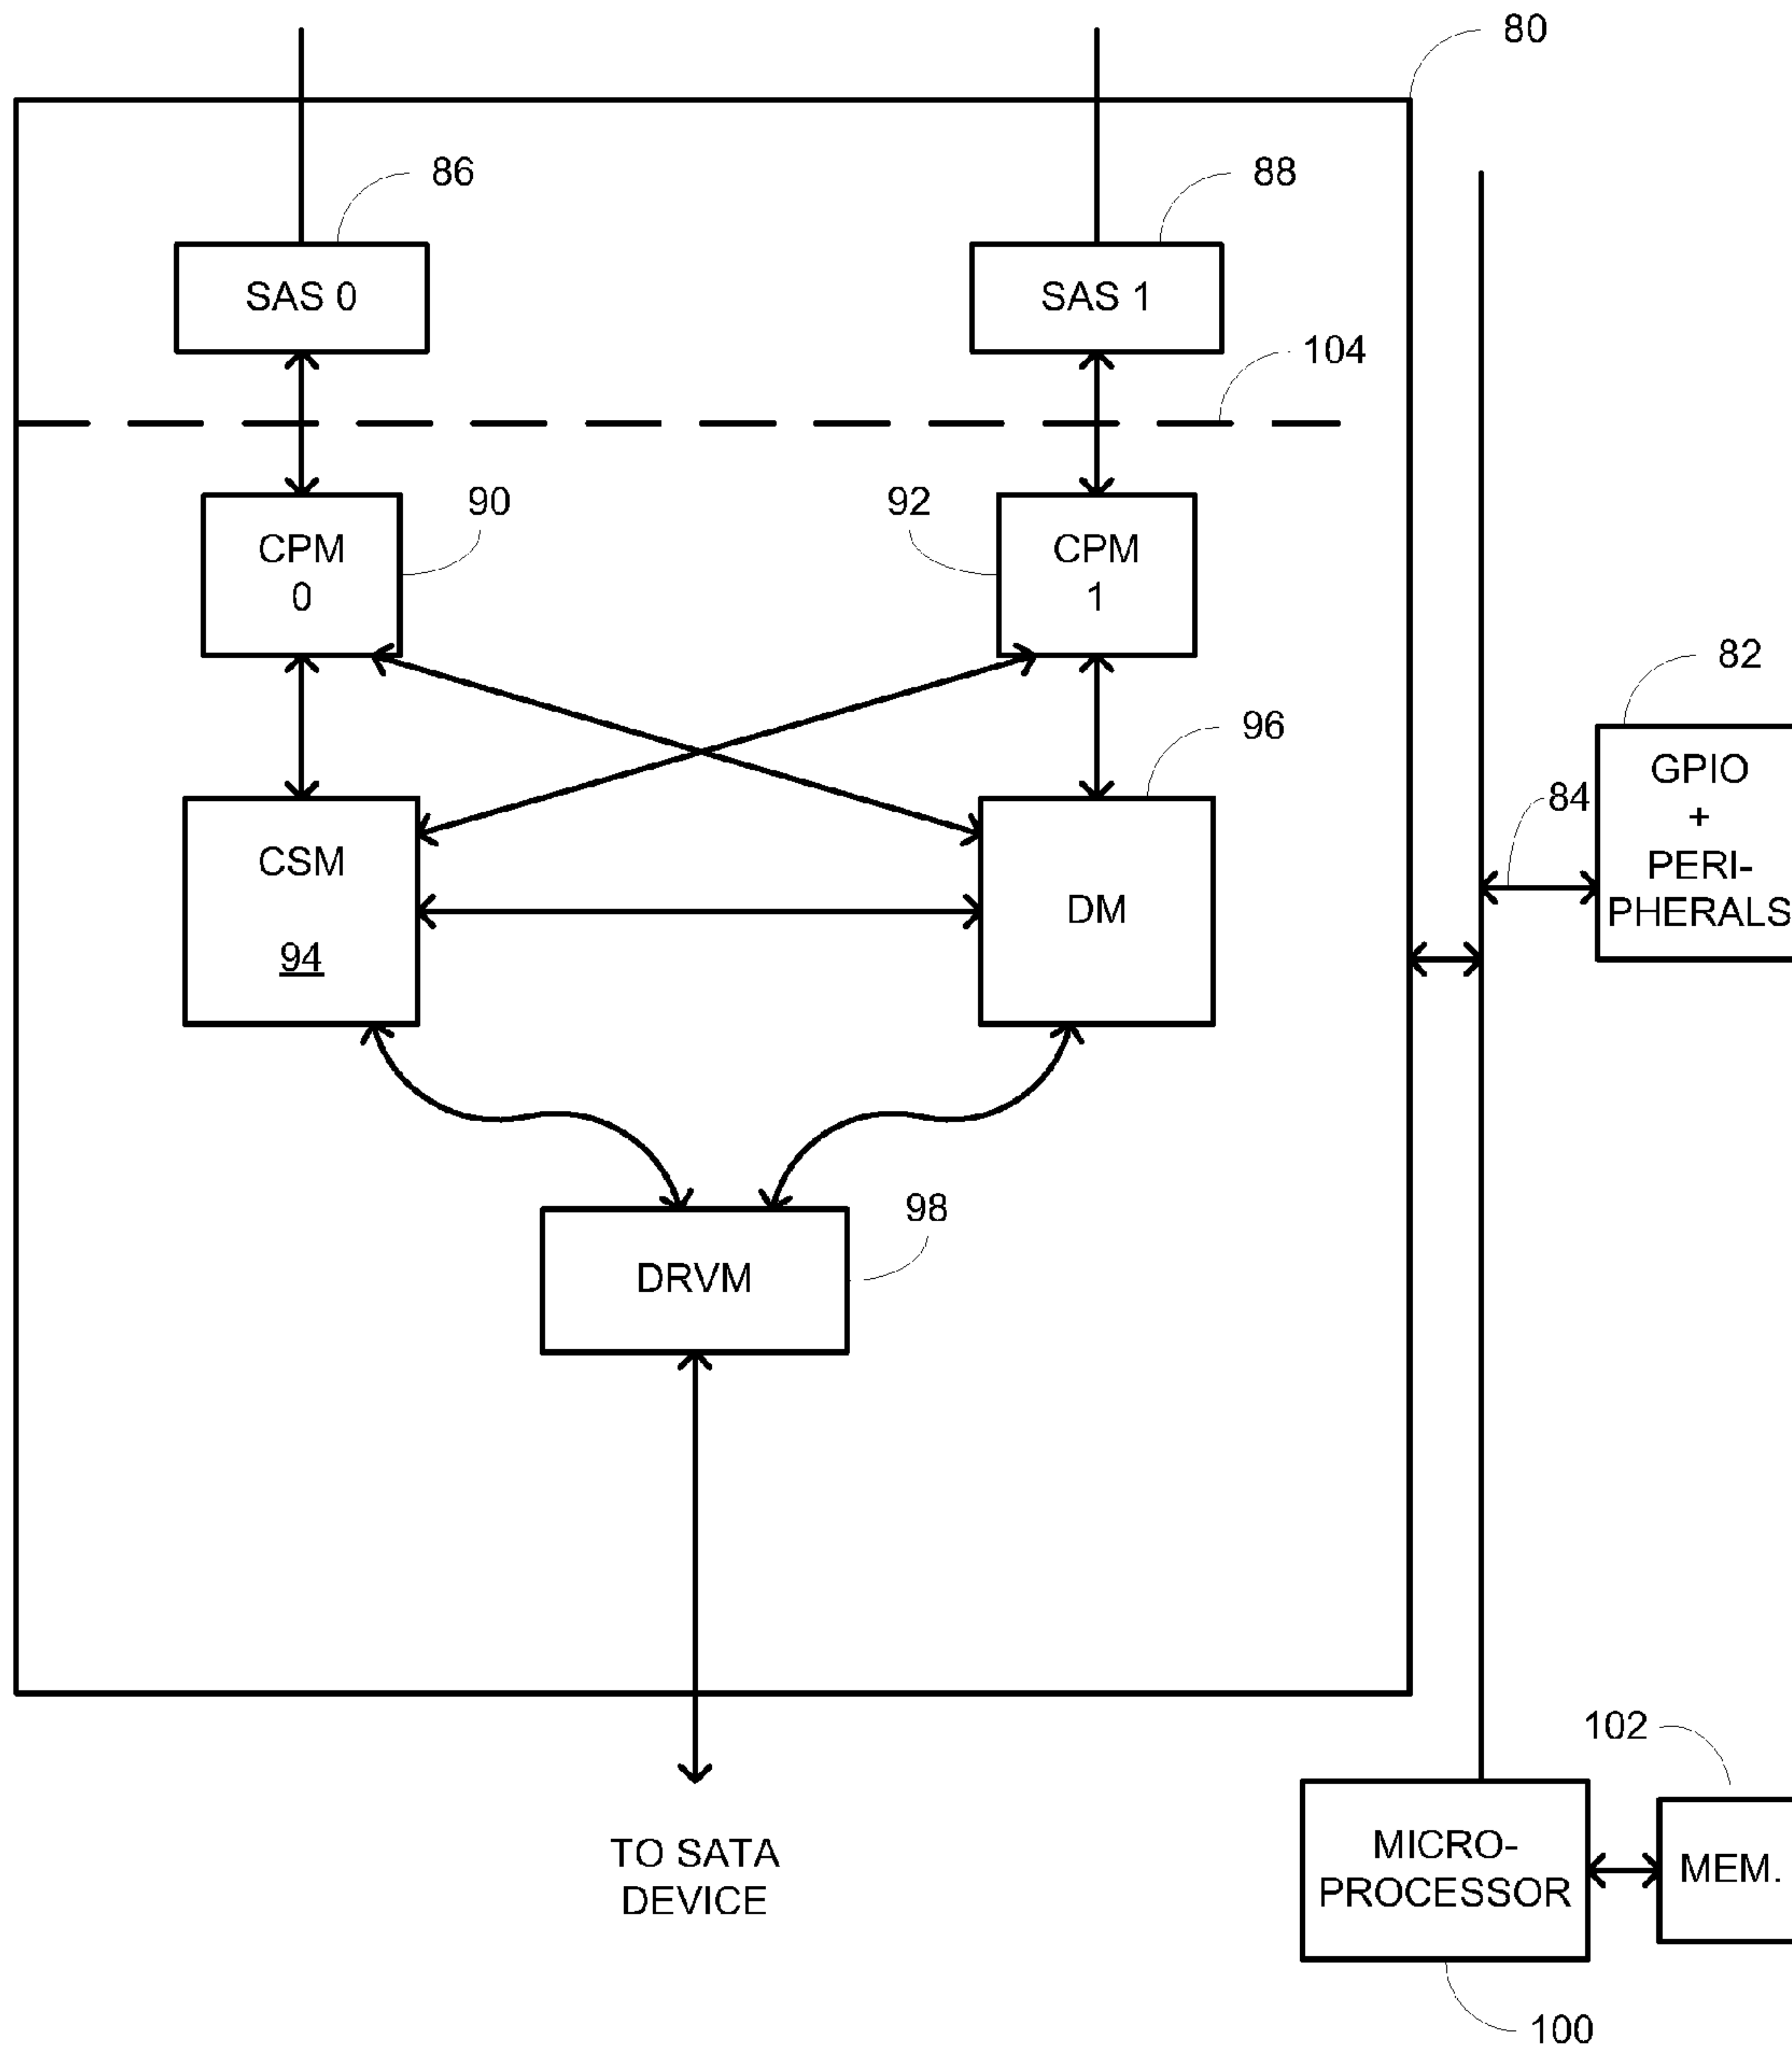 80
86
88
SAS 0
SAS 1
104
90
92
CPM
0
CPM
1
82
96
GPIO
+
PERI-
PHERALS
84
CSM
94
DM
98
DRVM
102
TO SATA
DEVICE
MICRO-
PROCESSOR
MEM.
100